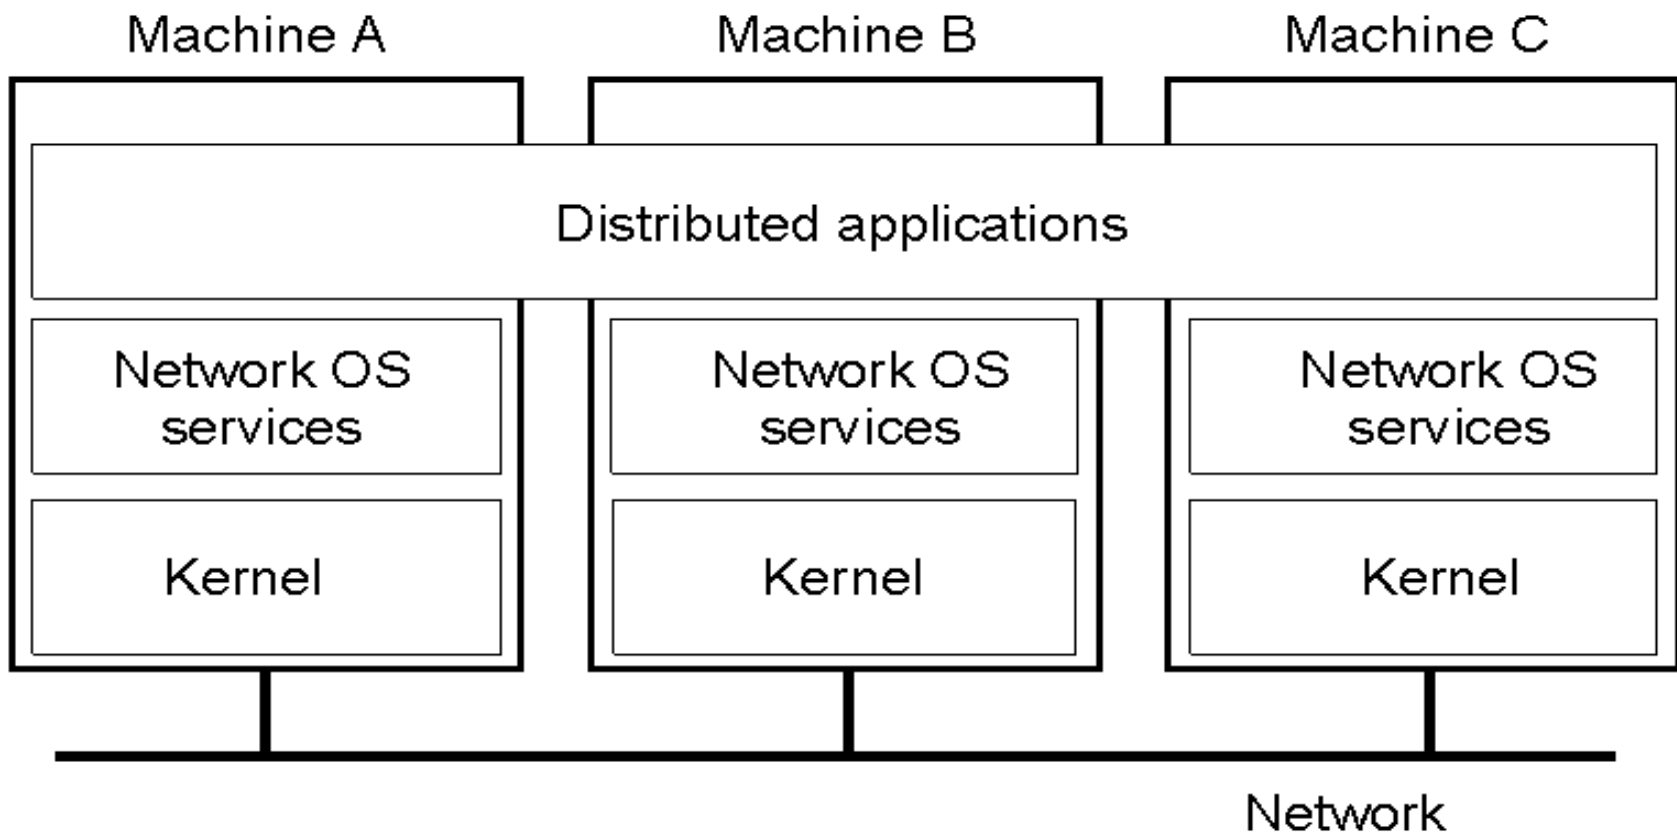 Machine A
Machine B
Machine C
Distributed applications
Network OS
services
Network OS
services
Network OS
services
Kernel
Kernel
Kernel
Network